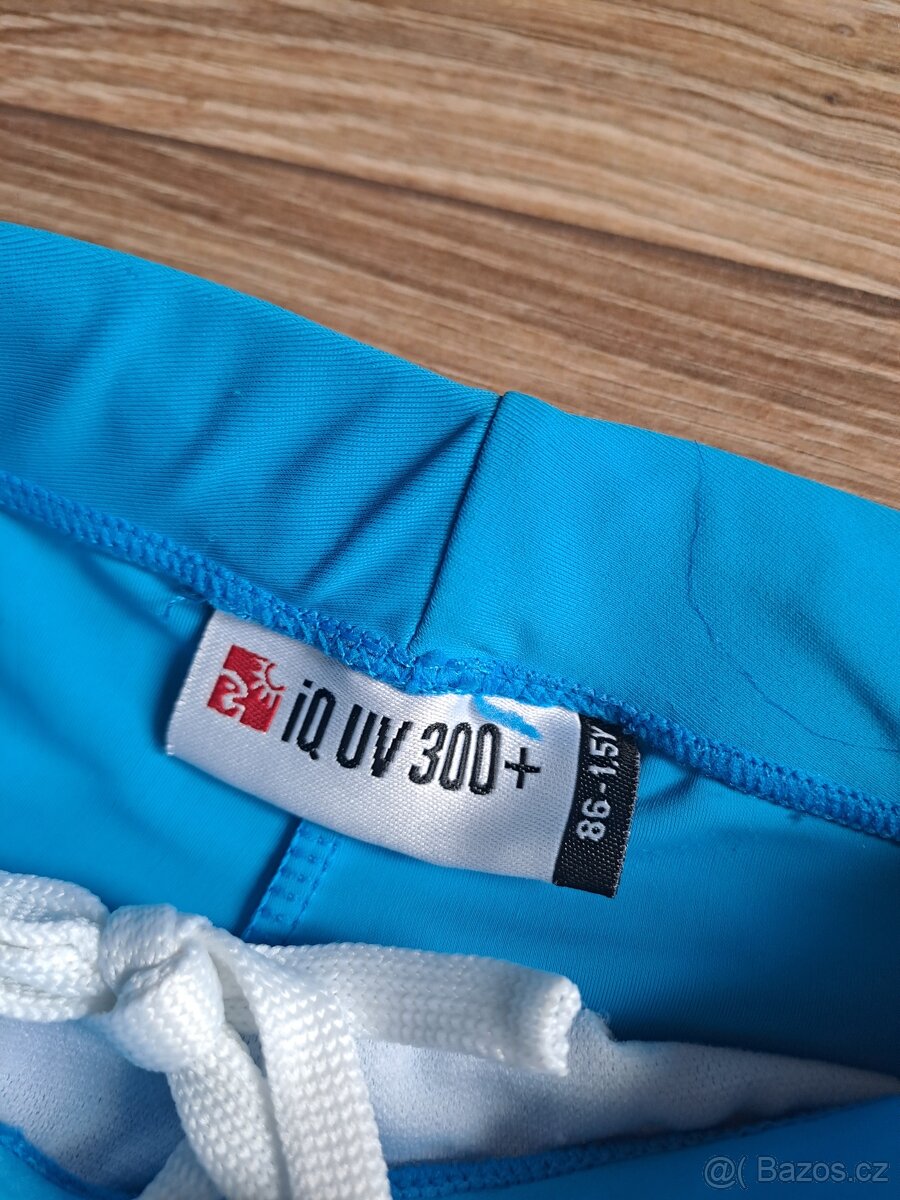 iQ UV 300+
86 - 1.5Y
@( Bazos.cz